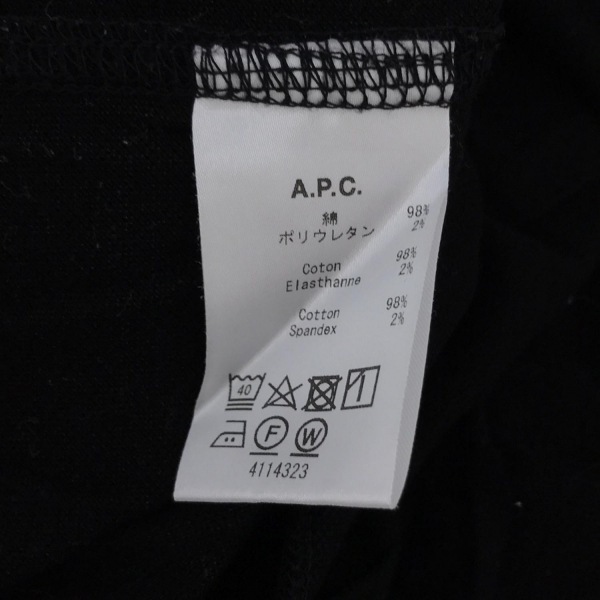 A.P.C.
綿 98%
ポリウレタン 2%
Coton 98%
Elasthanne 2%
Cotton 98%
Spandex 2%
40
F W
4114323